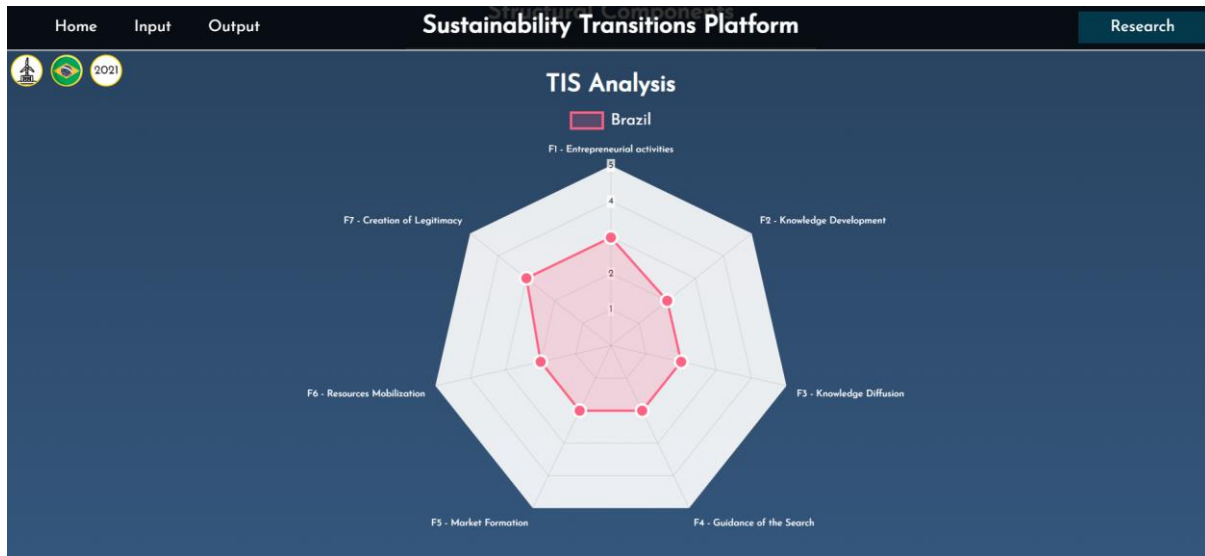 Structural Components
Home Input Output Sustainability Transitions Platform Research
2021
TIS Analysis
Brazil
F1 - Entrepreneurial activities
5
F7 - Creation of Legitimacy 4 F2 - Knowledge Development
2
1
F6 - Resources Mobilization F3 - Knowledge Diffusion
F5 - Market Formation F4 - Guidance of the Search